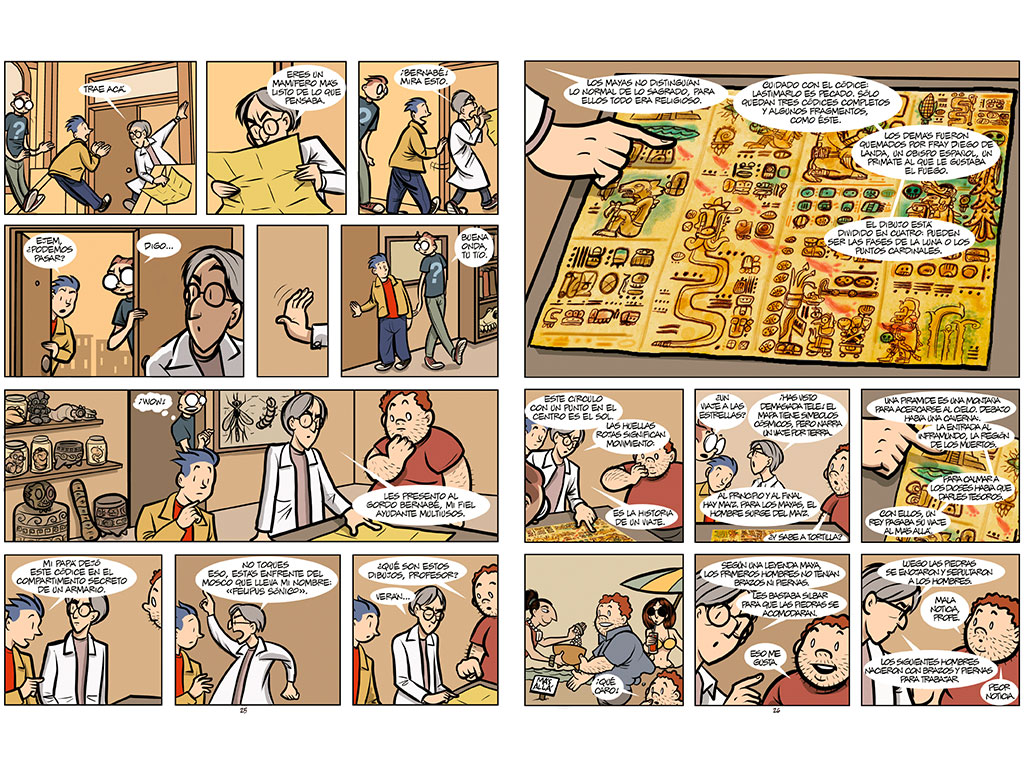 TRAE ACÁ.
ERES UN
MAMÍFERO MÁS
LISTO DE LO QUE
PENSABA.
¡BERNABÉ!
MIRA ESTO.
EJEM,
¿PODEMOS
PASAR?
DIGO...
BUENA
ONDA,
TU TÍO.
¡WOW!
LES PRESENTO AL
GORDO BERNABÉ, MI FIEL
AYUDANTE MULTIUSOS.
MI PAPÁ DEJÓ
ESTE CÓDICE EN EL
COMPARTIMENTO SECRETO
DE UN ARMARIO.
NO TOQUES
ESO, ESTÁS ENFRENTE DEL
MOSCO QUE LLEVA MI NOMBRE:
«FELIPUS SÓNICO».
¿QUÉ SON ESTOS
DIBUJOS, PROFESOR?
VERÁN...
25
LOS MAYAS NO DISTINGUÍAN
LO NORMAL DE LO SAGRADO, PARA
ELLOS TODO ERA RELIGIOSO.
CUIDADO CON EL CÓDICE:
LASTIMARLO ES PECADO. SÓLO
QUEDAN TRES CÓDICES COMPLETOS
Y ALGUNOS FRAGMENTOS,
COMO ÉSTE.
LOS DEMÁS FUERON
QUEMADOS POR FRAY DIEGO DE
LANDA, UN OBISPO ESPAÑOL, UN
PRIMATE AL QUE LE GUSTABA
EL FUEGO.
EL DIBUJO ESTÁ
DIVIDIDO EN CUATRO: PUEDEN
SER LAS FASES DE LA LUNA O LOS
PUNTOS CARDINALES.
ESTE CÍRCULO
CON UN PUNTO EN EL
CENTRO ES EL SOL.
LAS HUELLAS
ROJAS SIGNIFICAN
MOVIMIENTO:
ES LA HISTORIA
DE UN VIAJE.
¿UN
VIAJE A LAS
ESTRELLAS?
¡HAS VISTO
DEMASIADA TELE! EL
MAPA TIENE SÍMBOLOS
CÓSMICOS, PERO NARRA
UN VIAJE POR TIERRA.
AL PRINCIPIO Y AL FINAL
HAY MAÍZ. PARA LOS MAYAS, EL
HOMBRE SURGE DEL MAÍZ.
¿Y SABE A TORTILLA?
UNA PIRÁMIDE ES UNA MONTAÑA
PARA ACERCARSE AL CIELO. DEBAJO
HABÍA UNA CAVERNA:
LA ENTRADA AL
INFRAMUNDO, LA REGIÓN
DE LOS MUERTOS.
PARA CALMAR A
LOS DIOSES HABÍA QUE
DARLES TESOROS.
CON ELLOS, UN
REY PAGABA SU VIAJE
AL MÁS ALLÁ.
MÁS
ALLÁ
¡QUÉ
CARO!
SEGÚN UNA LEYENDA MAYA,
LOS PRIMEROS HOMBRES NO TENÍAN
BRAZOS NI PIERNAS.
LES BASTABA SILBAR
PARA QUE LAS PIEDRAS SE
ACOMODARAN.
ESO ME
GUSTA.
LUEGO LAS PIEDRAS
SE ENOJARON Y SEPULTARON
A LOS HOMBRES.
MALA
NOTICIA,
PROFE.
LOS SIGUIENTES HOMBRES
NACIERON CON BRAZOS Y PIERNAS
PARA TRABAJAR.
PEOR
NOTICIA.
26